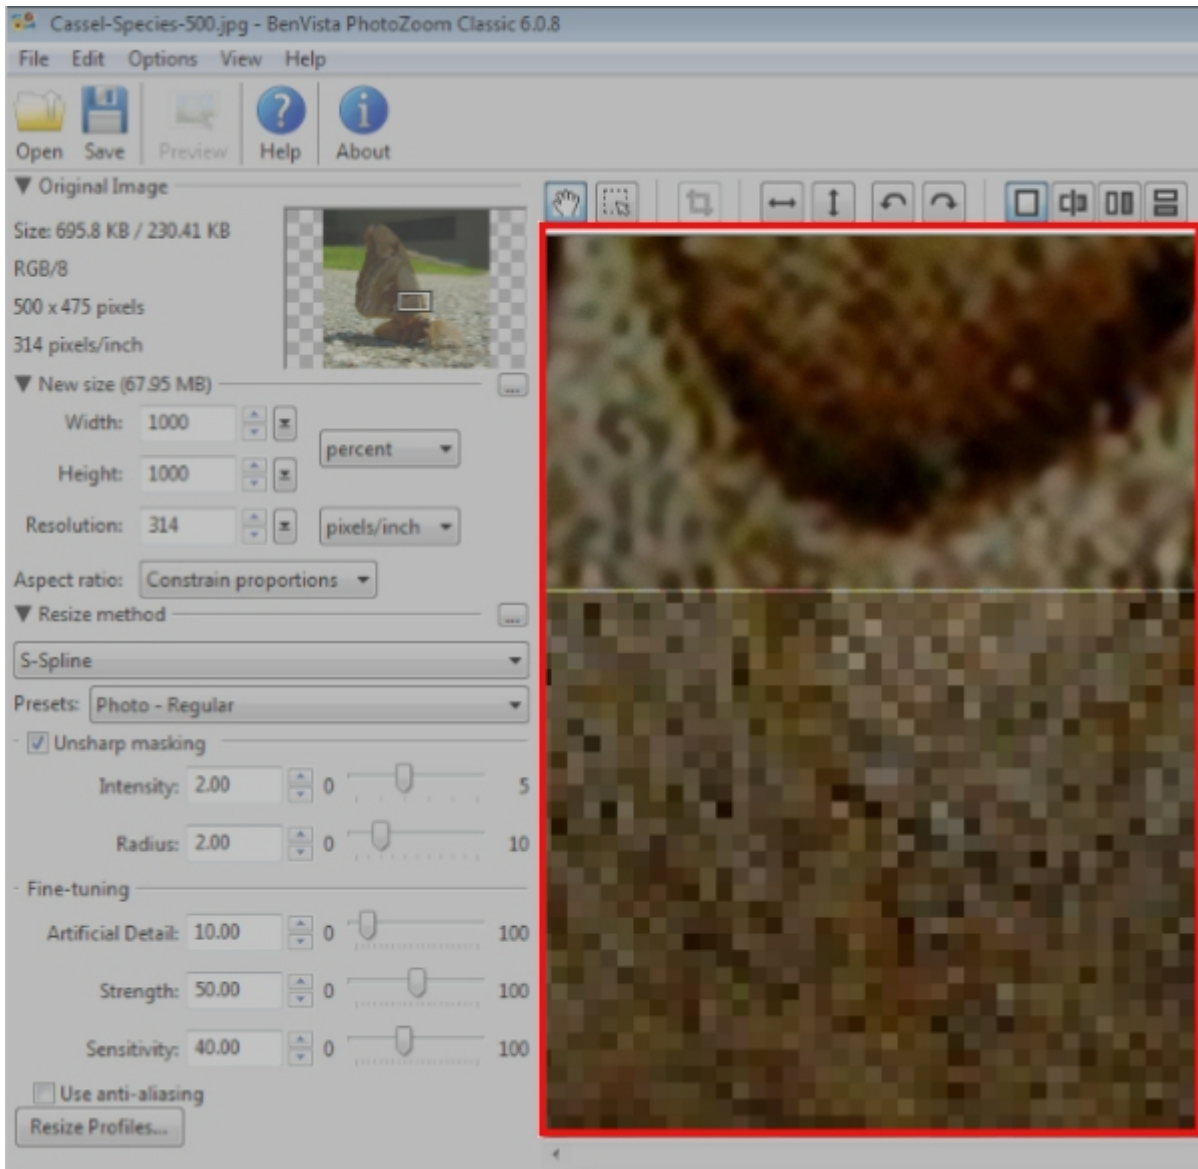 Cassel-Species-500.jpg - BenVista PhotoZoom Classic 6.0.8
File Edit Options View Help
Open Save Preview Help About
Original Image
Size: 695.8 KB / 230.41 KB
RGB/8
500 x 475 pixels
314 pixels/inch
New size (67.95 MB) ...
Width: 1000
percent
Height: 1000
Resolution: 314 pixels/inch
Aspect ratio: Constrain proportions
Resize method ...
S-Spline
Presets: Photo - Regular
Unsharp masking
Intensity: 2.00 0 5
Radius: 2.00 0 10
Fine-tuning
Artificial Detail: 10.00 0 100
Strength: 50.00 0 100
Sensitivity: 40.00 0 100
Use anti-aliasing
Resize Profiles...